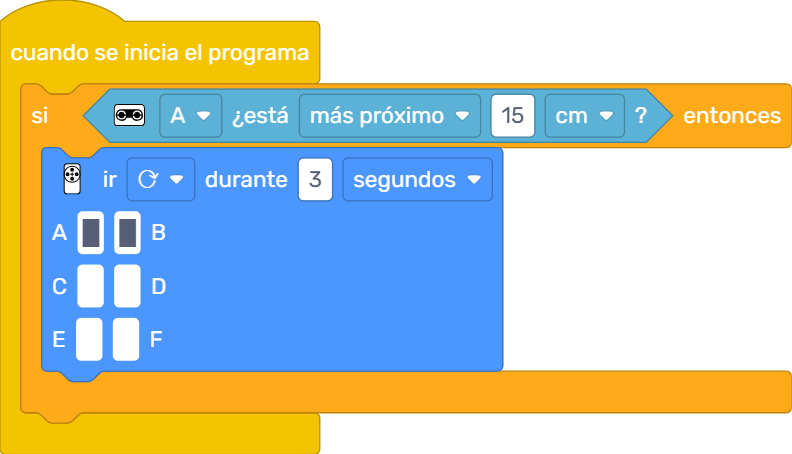 cuando se inicia el programa
si A ¿está más próximo 15 cm ? entonces
ir durante 3 segundos
A B
C D
E F